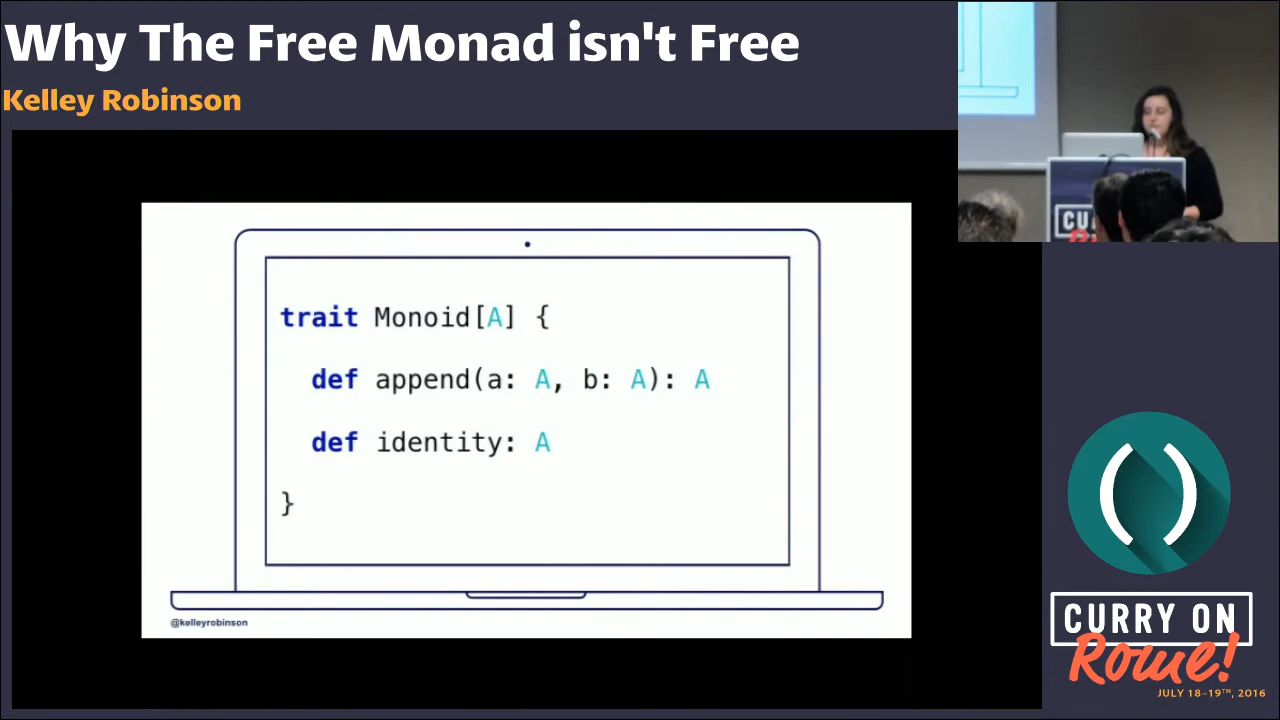 Why The Free Monad isn't Free
Kelley Robinson
trait Monoid[A] {
def append(a: A, b: A): A
def identity: A
}
@kelleyrobinson
CURRY ON
Rome!
JULY 18-19TH, 2016